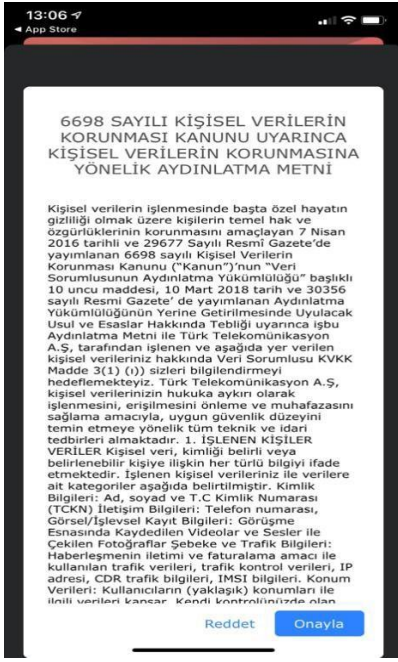 13:06
◀ App Store
6698 SAYILI KİŞİSEL VERİLERİN
KORUNMASI KANUNU UYARINCA
KİŞİSEL VERİLERİN KORUNMASINA
YÖNELİK AYDINLATMA METNİ
Kişisel verilerin işlenmesinde başta özel hayatın
gizliliği olmak üzere kişilerin temel hak ve
özgürlüklerinin korunmasını amaçlayan 7 Nisan
2016 tarihli ve 29677 Sayılı Resmî Gazete’de
yayımlanan 6698 sayılı Kişisel Verilerin
Korunması Kanunu (“Kanun”)’nun “Veri
Sorumlusunun Aydınlatma Yükümlülüğü” başlıklı
10 uncu maddesi, 10 Mart 2018 tarih ve 30356
sayılı Resmi Gazete’ de yayımlanan Aydınlatma
Yükümlülüğünün Yerine Getirilmesinde Uyulacak
Usul ve Esaslar Hakkında Tebliği uyarınca işbu
Aydınlatma Metni ile Türk Telekomünikasyon
A.Ş, tarafından işlenen ve aşağıda yer verilen
kişisel verileriniz hakkında Veri Sorumlusu KVKK
Madde 3(1) (ı)) sizleri bilgilendirmeyi
hedeflemekteyiz. Türk Telekomünikasyon A.Ş,
kişisel verilerinizin hukuka aykırı olarak
işlenmesini, erişilmesini önleme ve muhafazasını
sağlama amacıyla, uygun güvenlik düzeyini
temin etmeye yönelik tüm teknik ve idari
tedbirleri almaktadır. 1. İŞLENEN KİŞİLER
VERİLER Kişisel veri, kimliği belirli veya
belirlenebilir kişiye ilişkin her türlü bilgiyi ifade
etmektedir. İşlenen kişisel verileriniz ile verilere
ait kategoriler aşağıda belirtilmiştir. Kimlik
Bilgileri: Ad, soyad ve T.C Kimlik Numarası
(TCKN) İletişim Bilgileri: Telefon numarası,
Görsel/İşlevsel Kayıt Bilgileri: Görüşme
Esnasında Kaydedilen Videolar ve Sesler ile
Çekilen Fotoğraflar Şebeke ve Trafik Bilgileri:
Haberleşmenin iletimi ve faturalama amacı ile
kullanılan trafik verileri, trafik kontrol verileri, IP
adresi, CDR trafik bilgileri, IMSI bilgileri. Konum
Verileri: Kullanıcıların (yaklaşık) konumları ile
ilgili verileri kapsar. Kendi kontrolünüzde olan
Reddet
Onayla